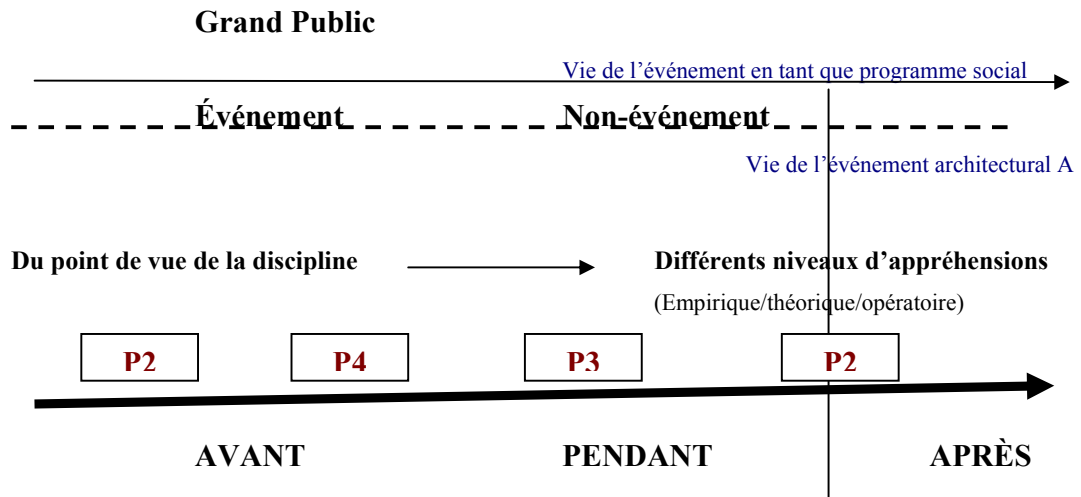 Grand Public
Vie de l’événement en tant que programme social
Événement Non-événement
Vie de l’événement architectural A
Du point de vue de la discipline Différents niveaux d’appréhensions
(Empirique/théorique/opératoire)
P2 P4 P3 P2
AVANT PENDANT APRÈS